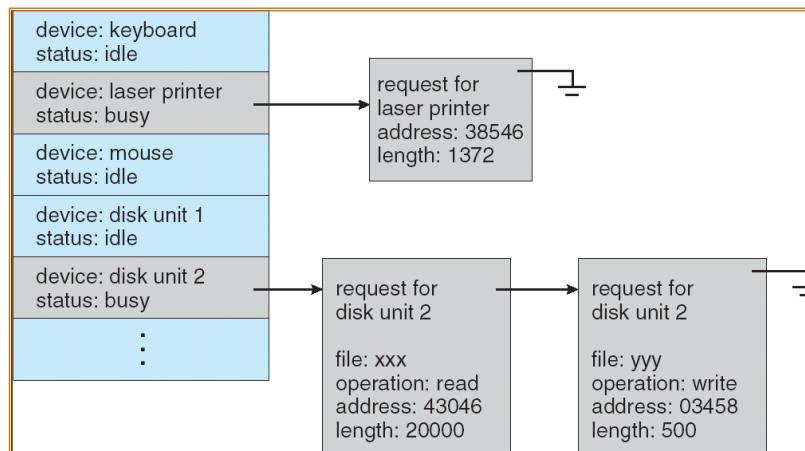 device: keyboard
status: idle
device: laser printer
status: busy
device: mouse
status: idle
device: disk unit 1
status: idle
device: disk unit 2
status: busy
request for
laser printer
address: 38546
length: 1372
request for
disk unit 2
file: xxx
operation: read
address: 43046
length: 20000
request for
disk unit 2
file: yyy
operation: write
address: 03458
length: 500